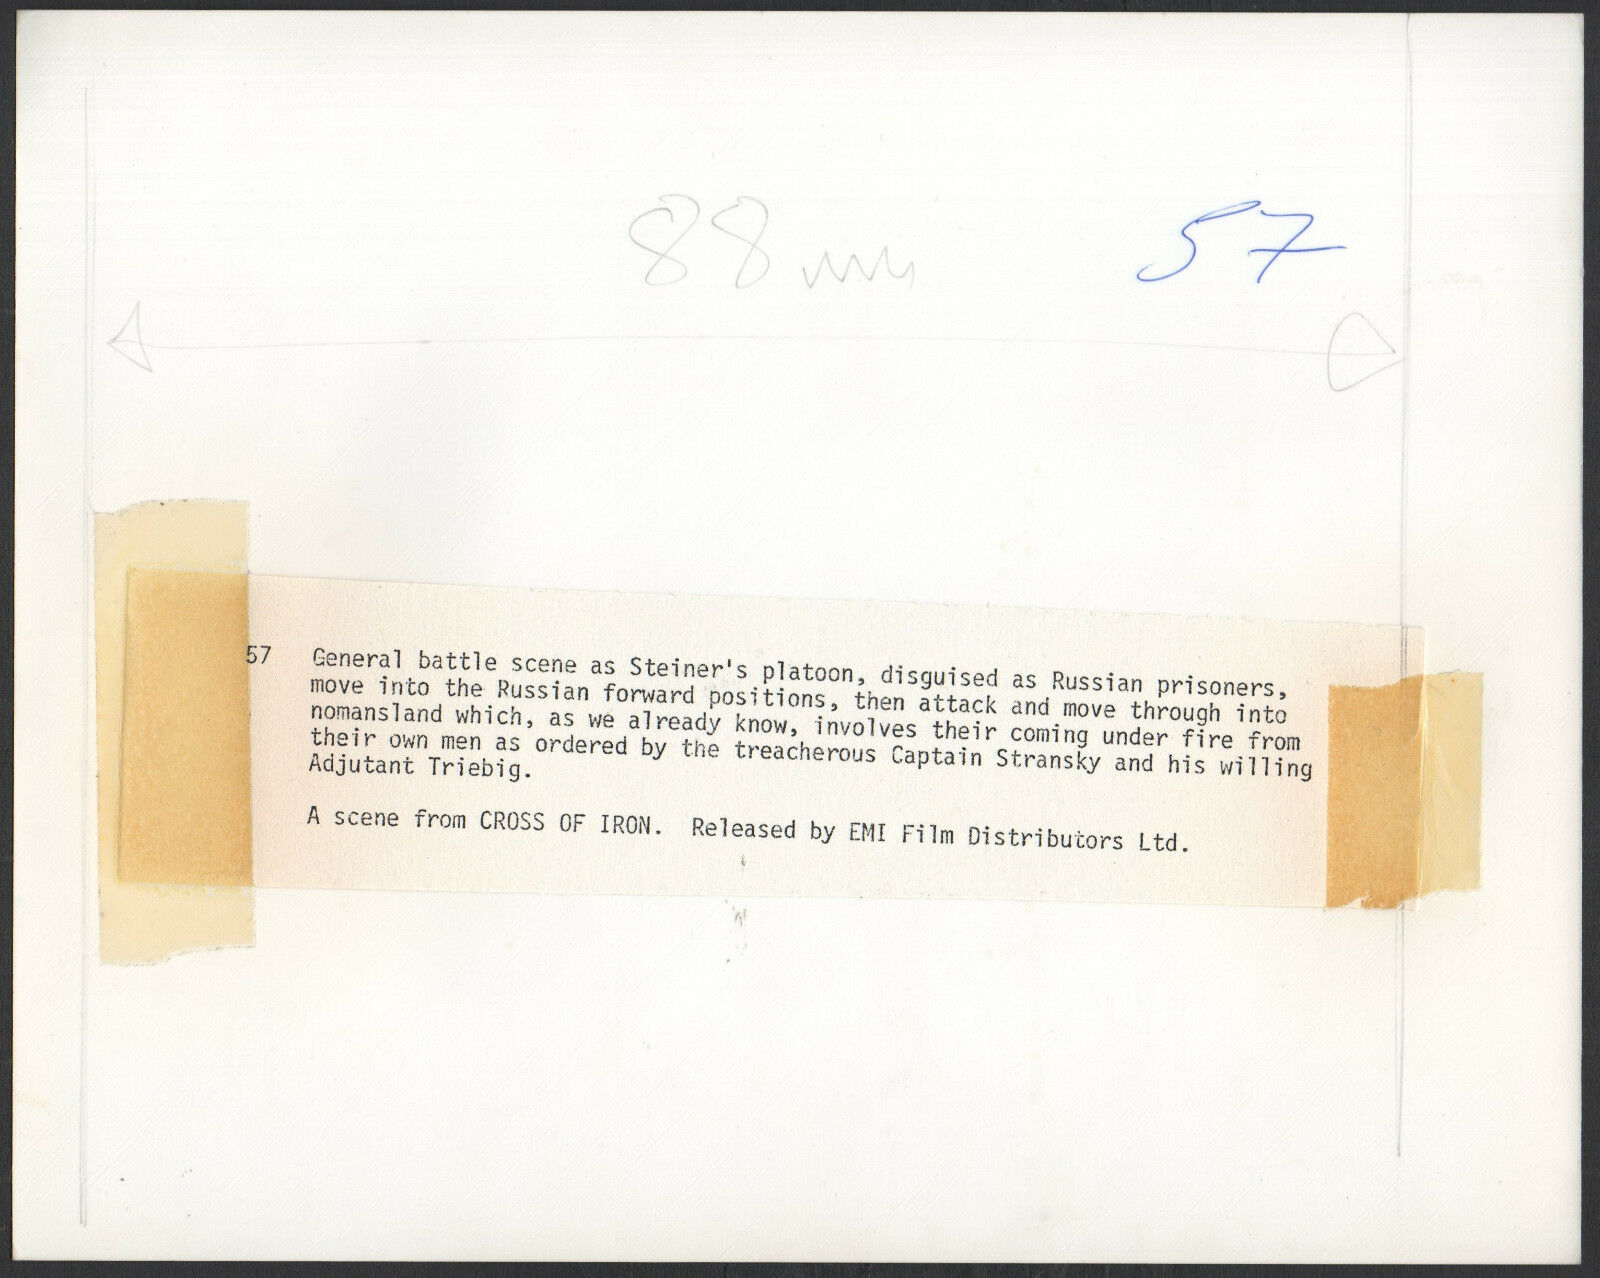 88 mm
57
57 General battle scene as Steiner's platoon, disguised as Russian prisoners,
move into the Russian forward positions, then attack and move through into
nomansland which, as we already know, involves their coming under fire from
their own men as ordered by the treacherous Captain Stransky and his willing
Adjutant Triebig.
A scene from CROSS OF IRON. Released by EMI Film Distributors Ltd.